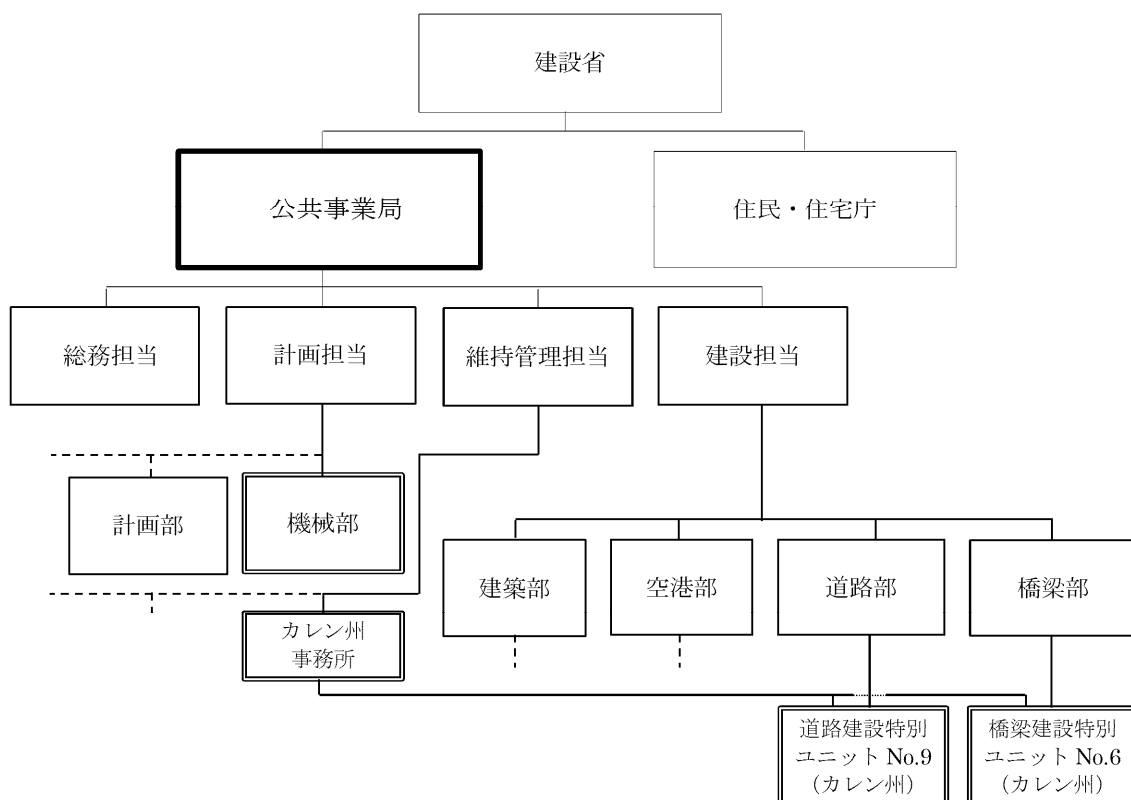 建設省
公共事業局
住民・住宅庁
総務担当
計画担当
維持管理担当
建設担当
計画部
機械部
建築部
空港部
道路部
橋梁部
カレン州
事務所
道路建設特別
ユニット No.9
（カレン州）
橋梁建設特別
ユニット No.6
（カレン州）